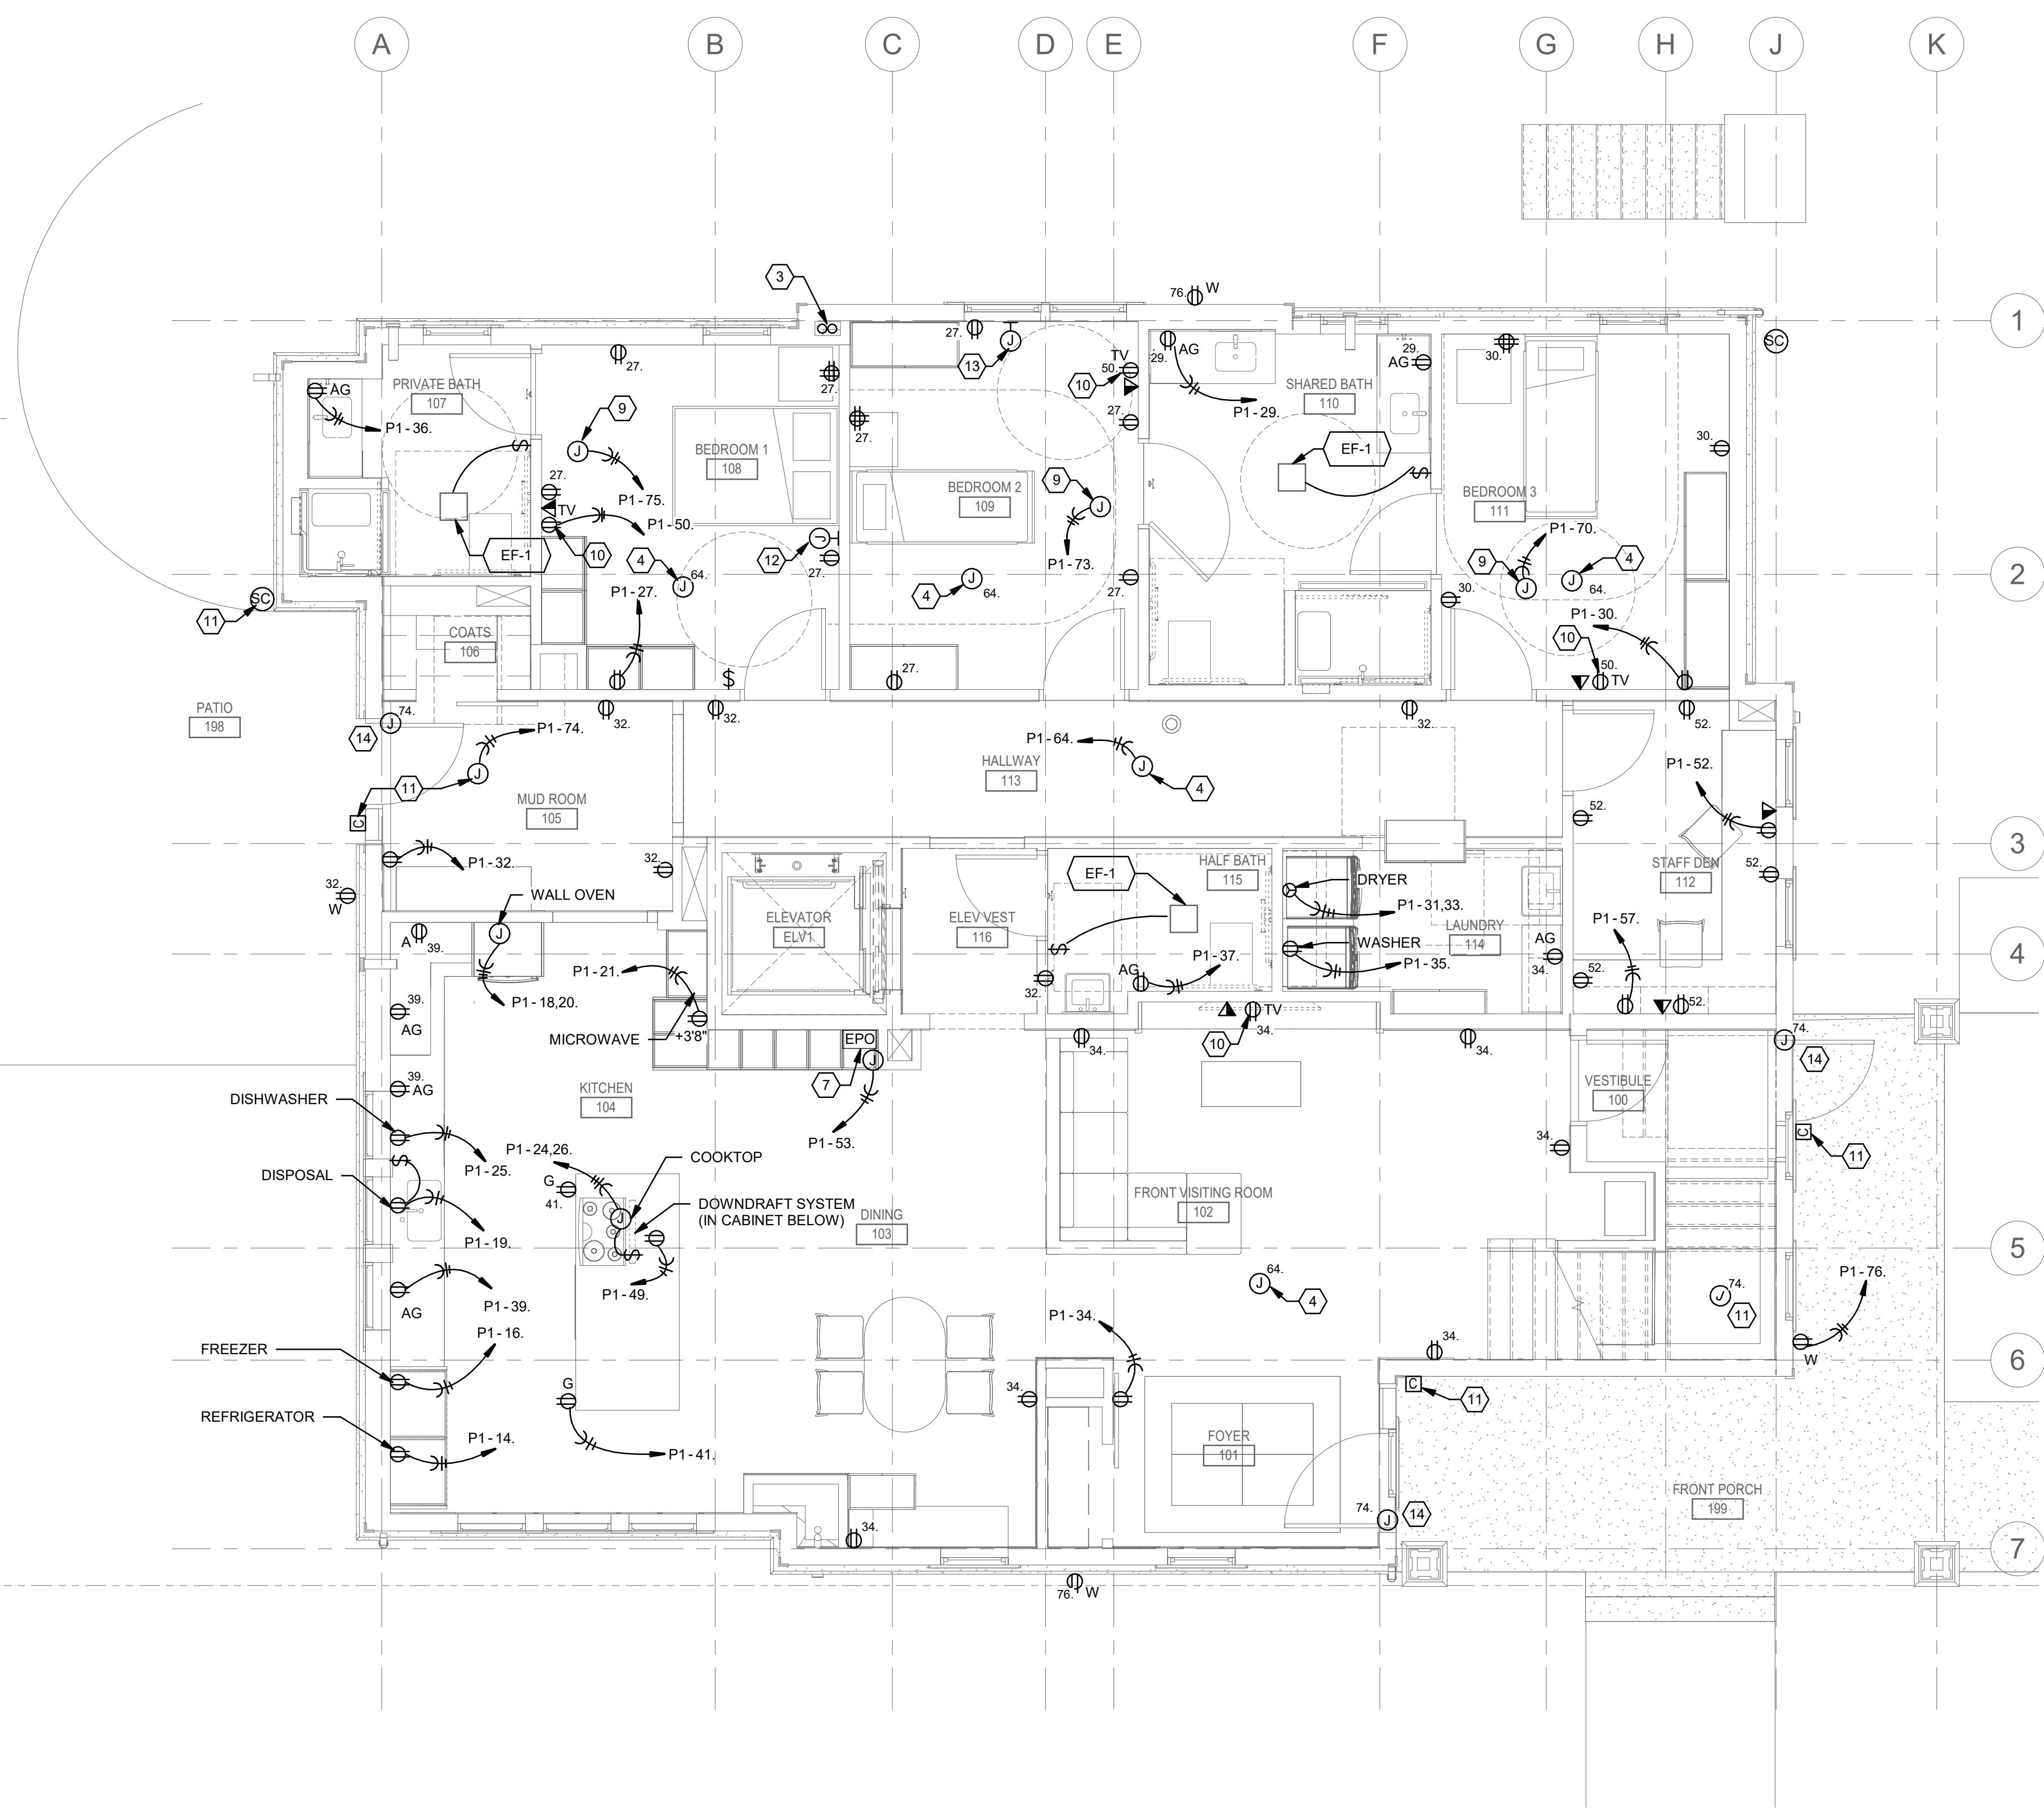 A B C D E F G H J K
3
76. W
1
27. 27. 13 TV 50. 10 29. AG 29. AG 30. SC
J
AG PRIVATE BATH
107
P1-36.
9
J
27.
27.
27.
SHARED BATH
110
P1-29.
BEDROOM 1
108
EF-1
30.
27.
P1-75.
TV
P1-50.
10
EF-1
BEDROOM 2
109
9
J
P1-73.
BEDROOM 3
111
P1-70.
4
J
64.
12
J
27.
4
J
64.
27.
9
J
4
J
64.
30.
2
SC
11
P1-27.
P1-30.
COATS
106
10
50.
TV
$
27.
PATIO
198
74.
J
14
32.
32.
32.
52.
P1-74.
J
11
C
P1-64.
J
4
HALLWAY
113
P1-52.
MUD ROOM
105
52.
3
P1-32.
32.
HALF BATH
115
EF-1
STAFF DEN
112
52.
32.
W
WALL OVEN
J
DRYER
P1-31,33.
ELEVATOR
ELV1
ELEV VEST
116
LAUNDRY
114
P1-57.
A
39.
WASHER
P1-35.
AG
34.
4
P1-21.
P1-18,20.
32.
AG
P1-37.
52.
39.
AG
MICROWAVE
+3'8"
TV
34.
10
52.
EPO
7
J
34.
34.
74.
J
14
39.
AG
KITCHEN
104
VESTIBULE
100
DISHWASHER
P1-25.
P1-53.
C
11
34.
P1-24,26.
COOKTOP
J
DISPOSAL
G
41.
DOWNDRAFT SYSTEM
(IN CABINET BELOW)
DINING
103
FRONT VISITING ROOM
102
P1-19.
5
P1-49.
AG
P1-39.
64.
J
4
74.
J
11
P1-76.
P1-16.
P1-34.
FREEZER
34.
W
6
G
34.
C
11
REFRIGERATOR
P1-14.
P1-41.
FOYER
101
FRONT PORCH
199
74.
J
14
34.
7
76.
W